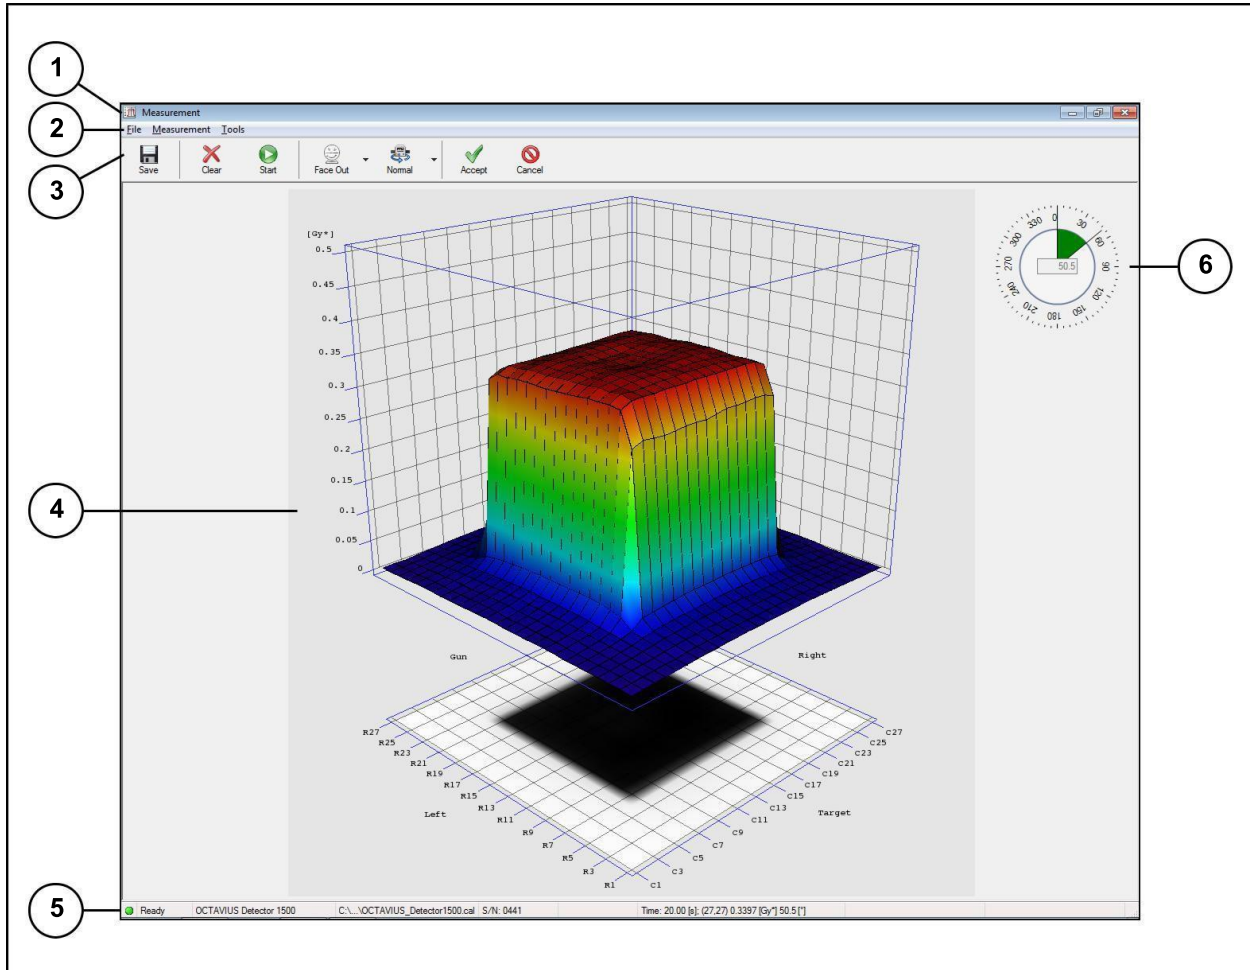 1
Measurement
2
File Measurement Tools
3
Save Clear Start Face Out Normal Accept Cancel
[Gy*]
0.5
0.45
0.4
0.35
0.3
0.25
0.2
0.15
0.1
0.05
0
0 30 60 90 120 150 180 210 240 270 300 330
50.5
6
4
Gun
Right
R27
R25
R23
R21
R19
R17
R15
R13
R11
R9
R7
R5
R3
R1
Left
C27
C25
C23
C21
C19
C17
C15
C13
C11
C9
C7
C5
C3
C1
Target
5
Ready OCTAVIUS Detector 1500 C:\...\OCTAVIUS_Detector1500.cal S/N: 0441 Time: 20.00 [s]; (27,27) 0.3397 [Gy*] 50.5 [°]